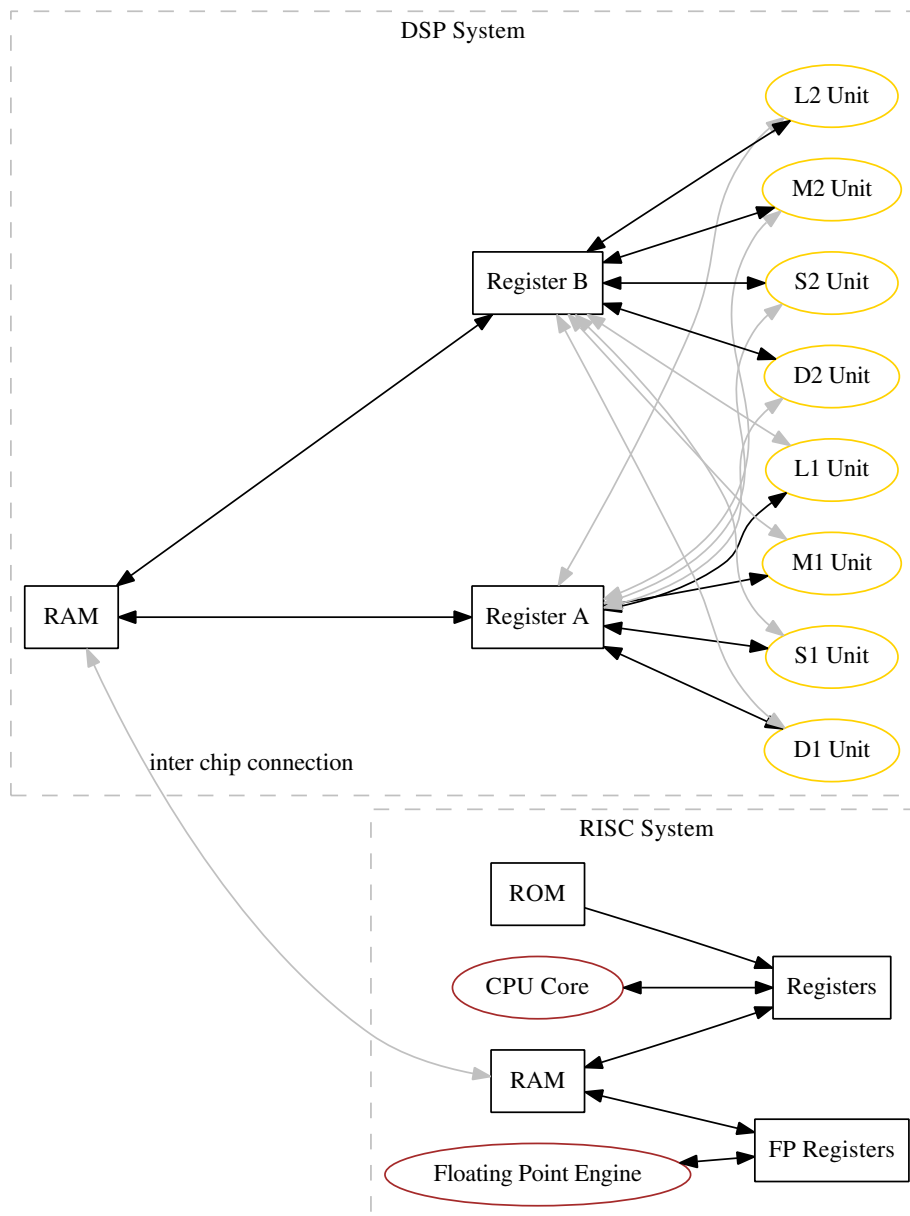 DSP System
L2 Unit
M2 Unit
Register B
S2 Unit
D2 Unit
L1 Unit
M1 Unit
RAM
Register A
S1 Unit
D1 Unit
inter chip connection
RISC System
ROM
CPU Core
Registers
RAM
FP Registers
Floating Point Engine